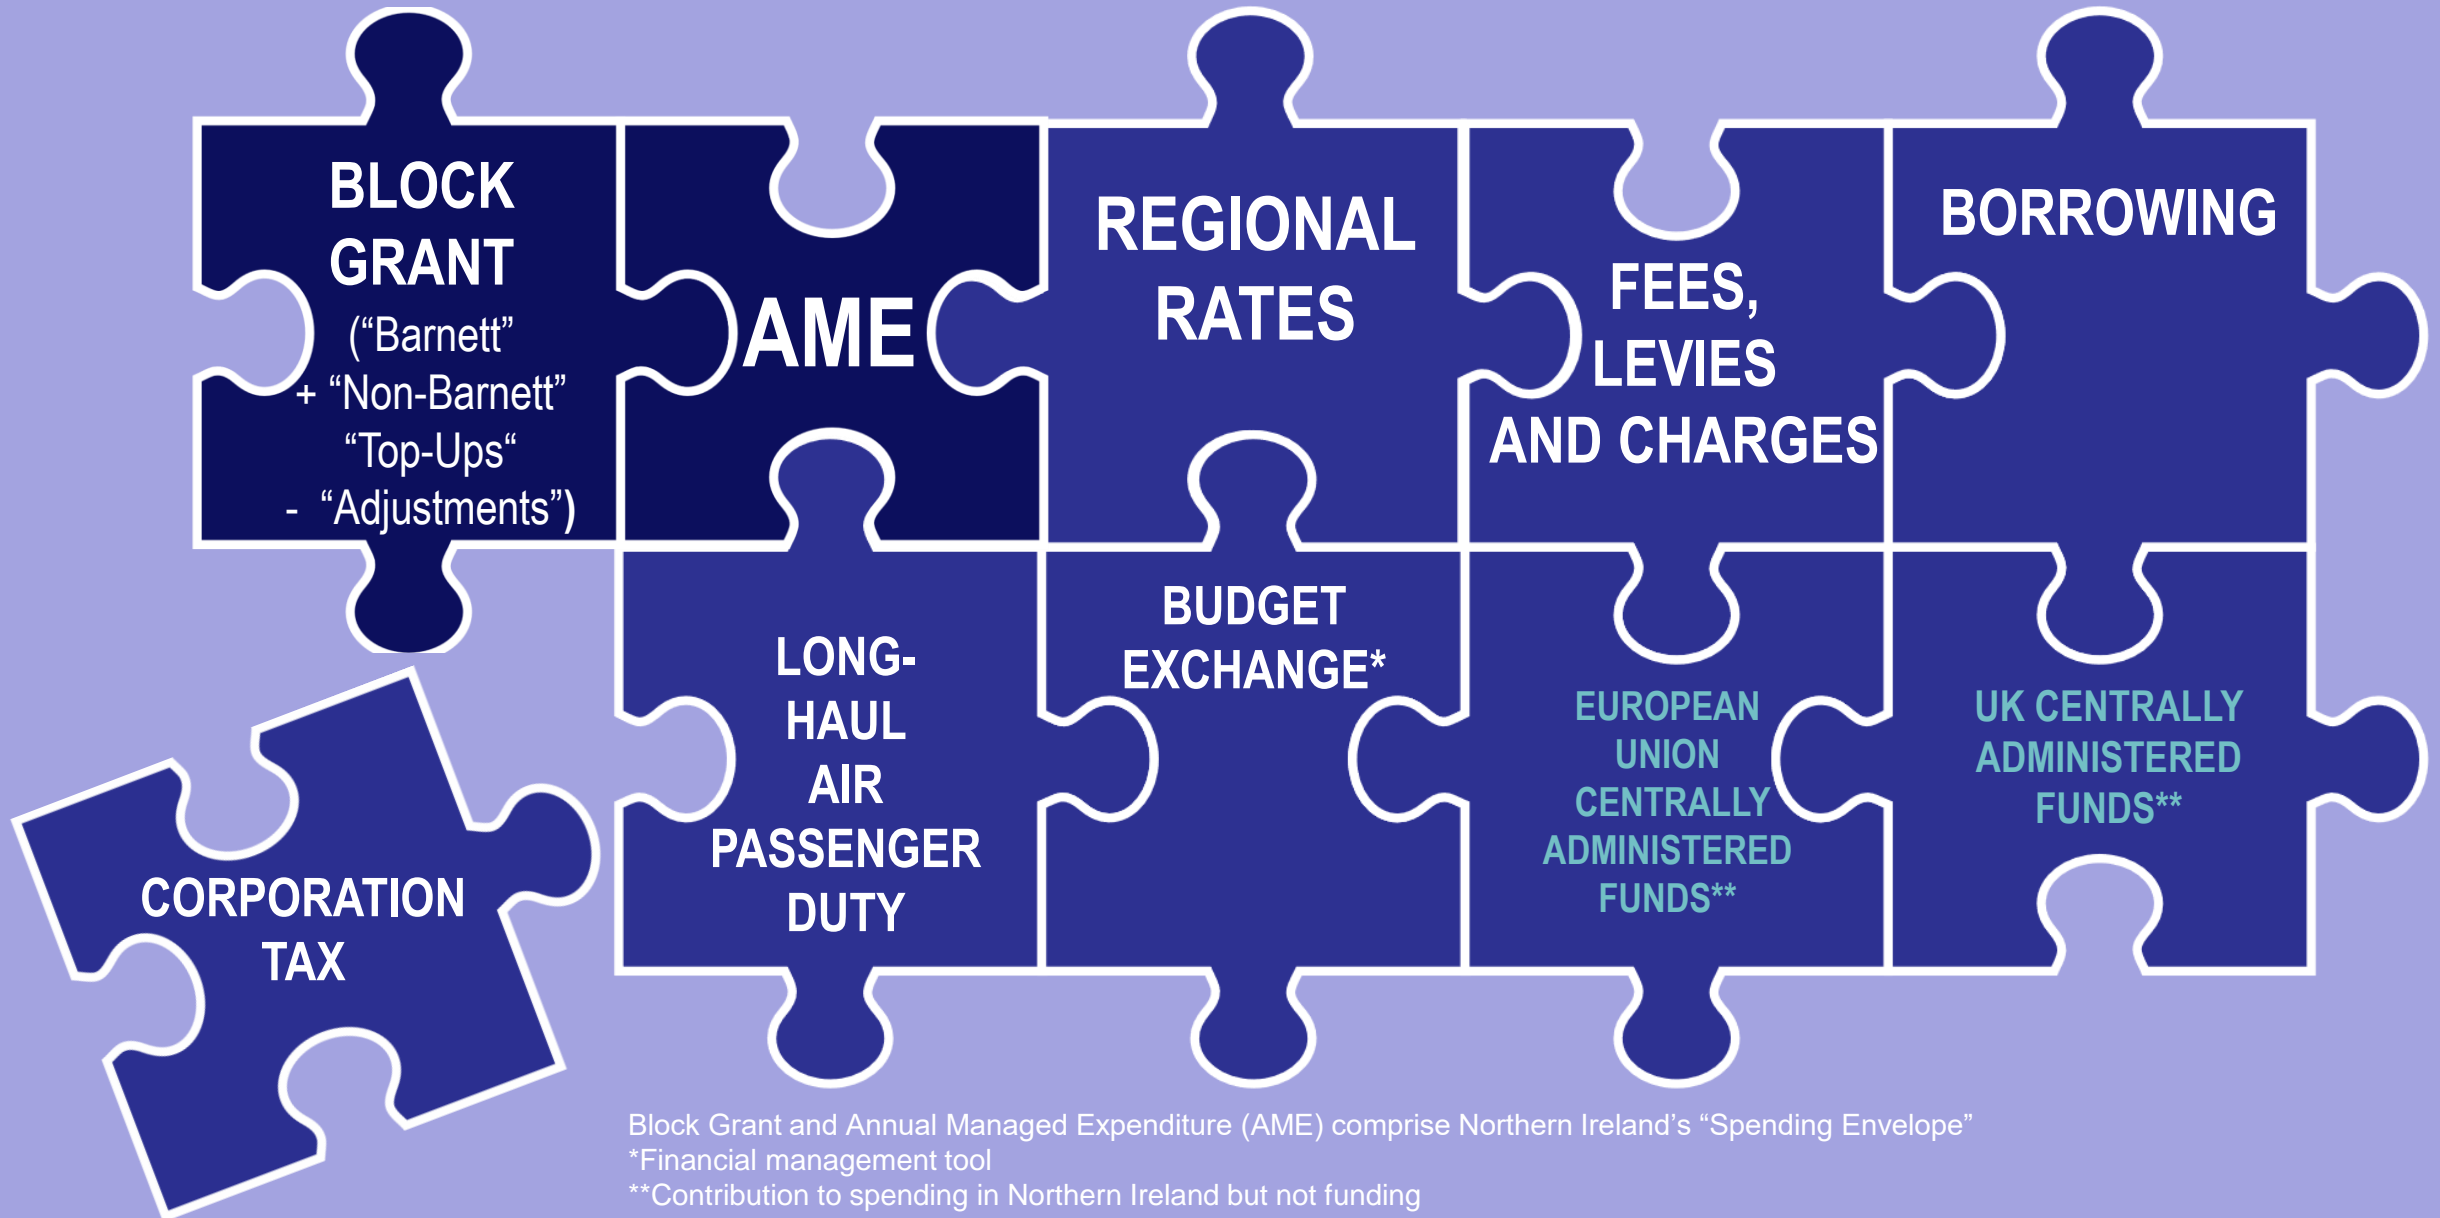 BLOCK
GRANT
(“Barnett”
+ “Non-Barnett”
“Top-Ups“
- “Adjustments”)
AME
REGIONAL
RATES
FEES,
LEVIES
AND CHARGES
BORROWING
CORPORATION
TAX
LONG-
HAUL
AIR
PASSENGER
DUTY
BUDGET
EXCHANGE*
EUROPEAN
UNION
CENTRALLY
ADMINISTERED
FUNDS**
UK CENTRALLY
ADMINISTERED
FUNDS**
Block Grant and Annual Managed Expenditure (AME) comprise Northern Ireland’s “Spending Envelope”
*Financial management tool
**Contribution to spending in Northern Ireland but not funding